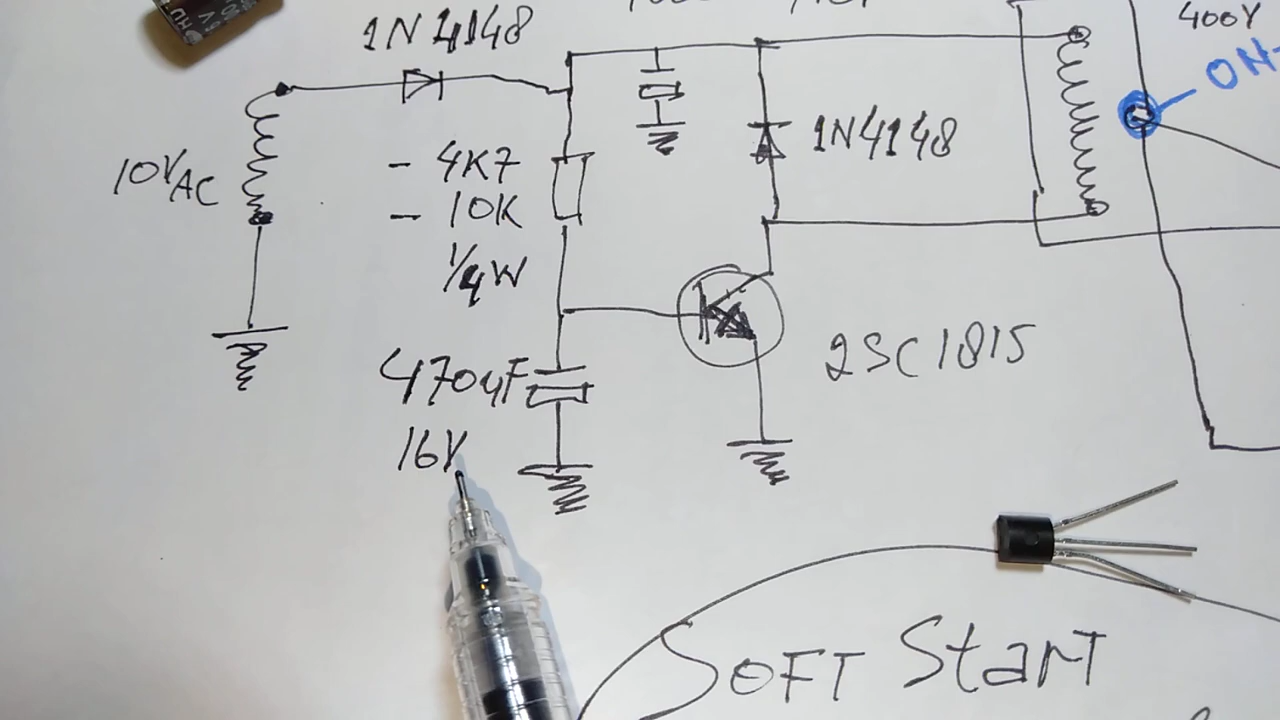 1N4148
400V
ON-
10VAC
- 4K7
- 10K
1/4W
1N4148
470uF
16V
2SC1815
SOFT Start